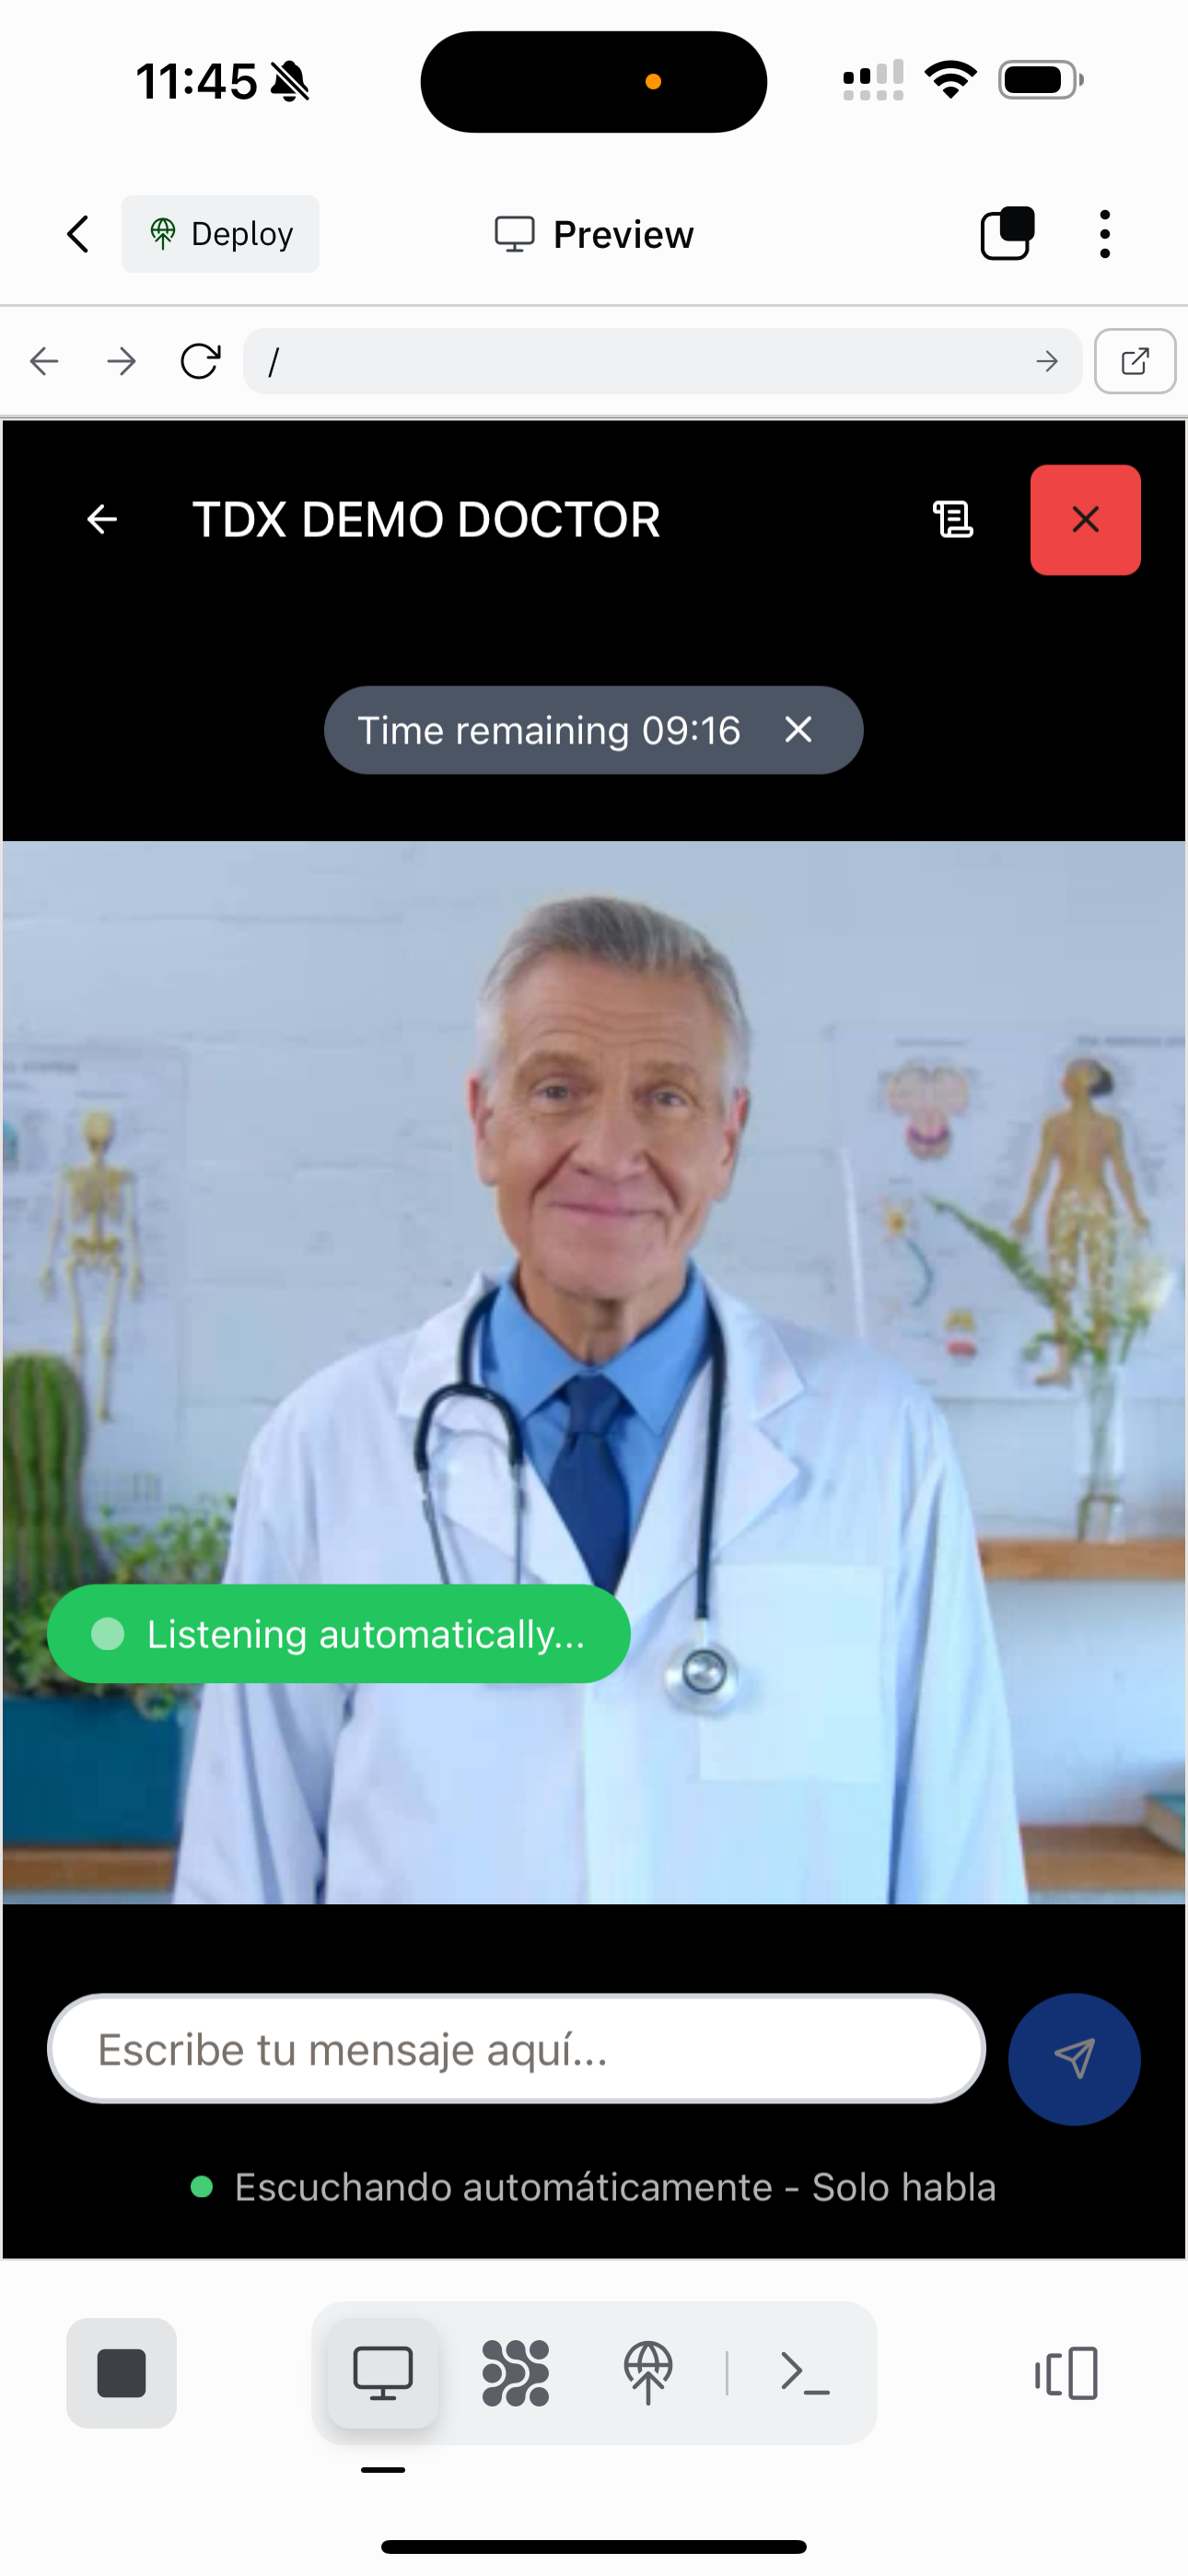 11:45
Deploy
Preview
/
TDX DEMO DOCTOR
Time remaining 09:16
Listening automatically...
Escribe tu mensaje aquí...
Escuchando automáticamente - Solo habla